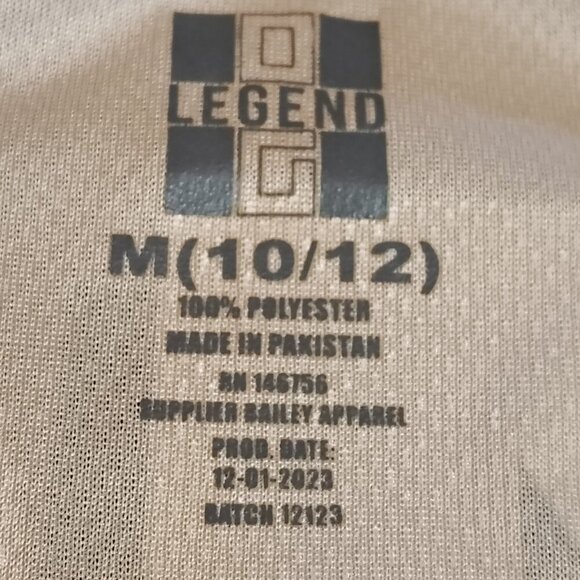 O
LEGEND
G
M(10/12)
100% POLYESTER
MADE IN PAKISTAN
RN 146756
SUPPLIER BAILEY APPAREL
PROD. DATE:
12-01-2023
BATCH 12123